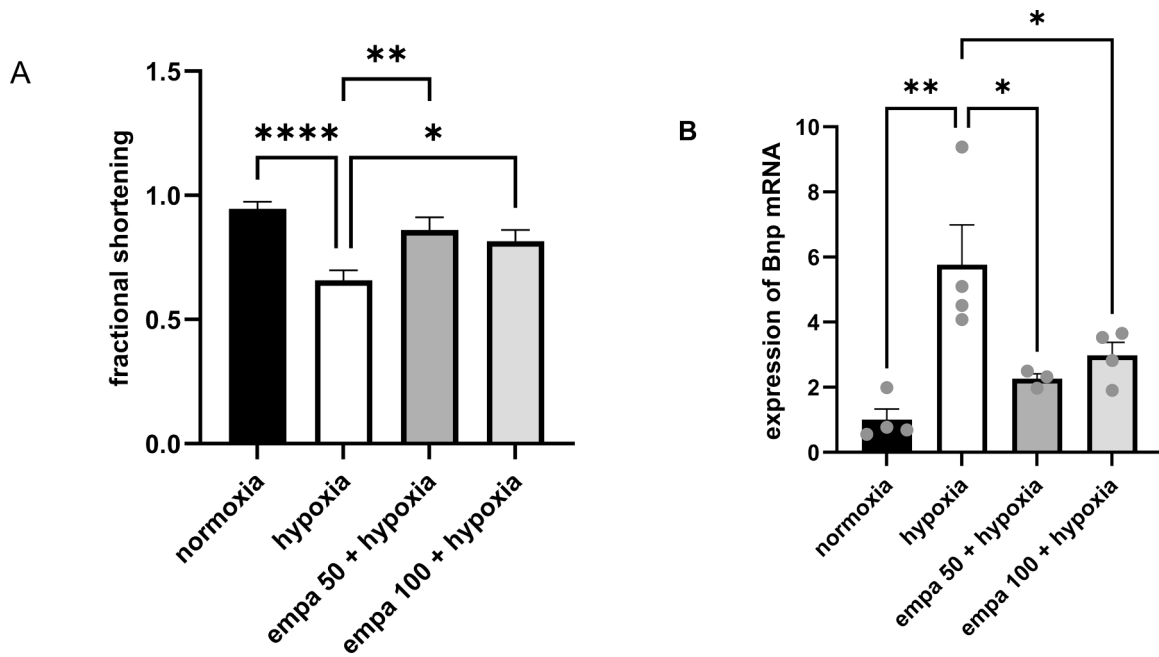 A
fractional shortening
1.5
1.0
0.5
0.0
**
****
*
normoxia
hypoxia
empa 50 + hypoxia
empa 100 + hypoxia
B
expression of Bnp mRNA
10
8
6
4
2
0
*
**
*
normoxia
hypoxia
empa 50 + hypoxia
empa 100 + hypoxia